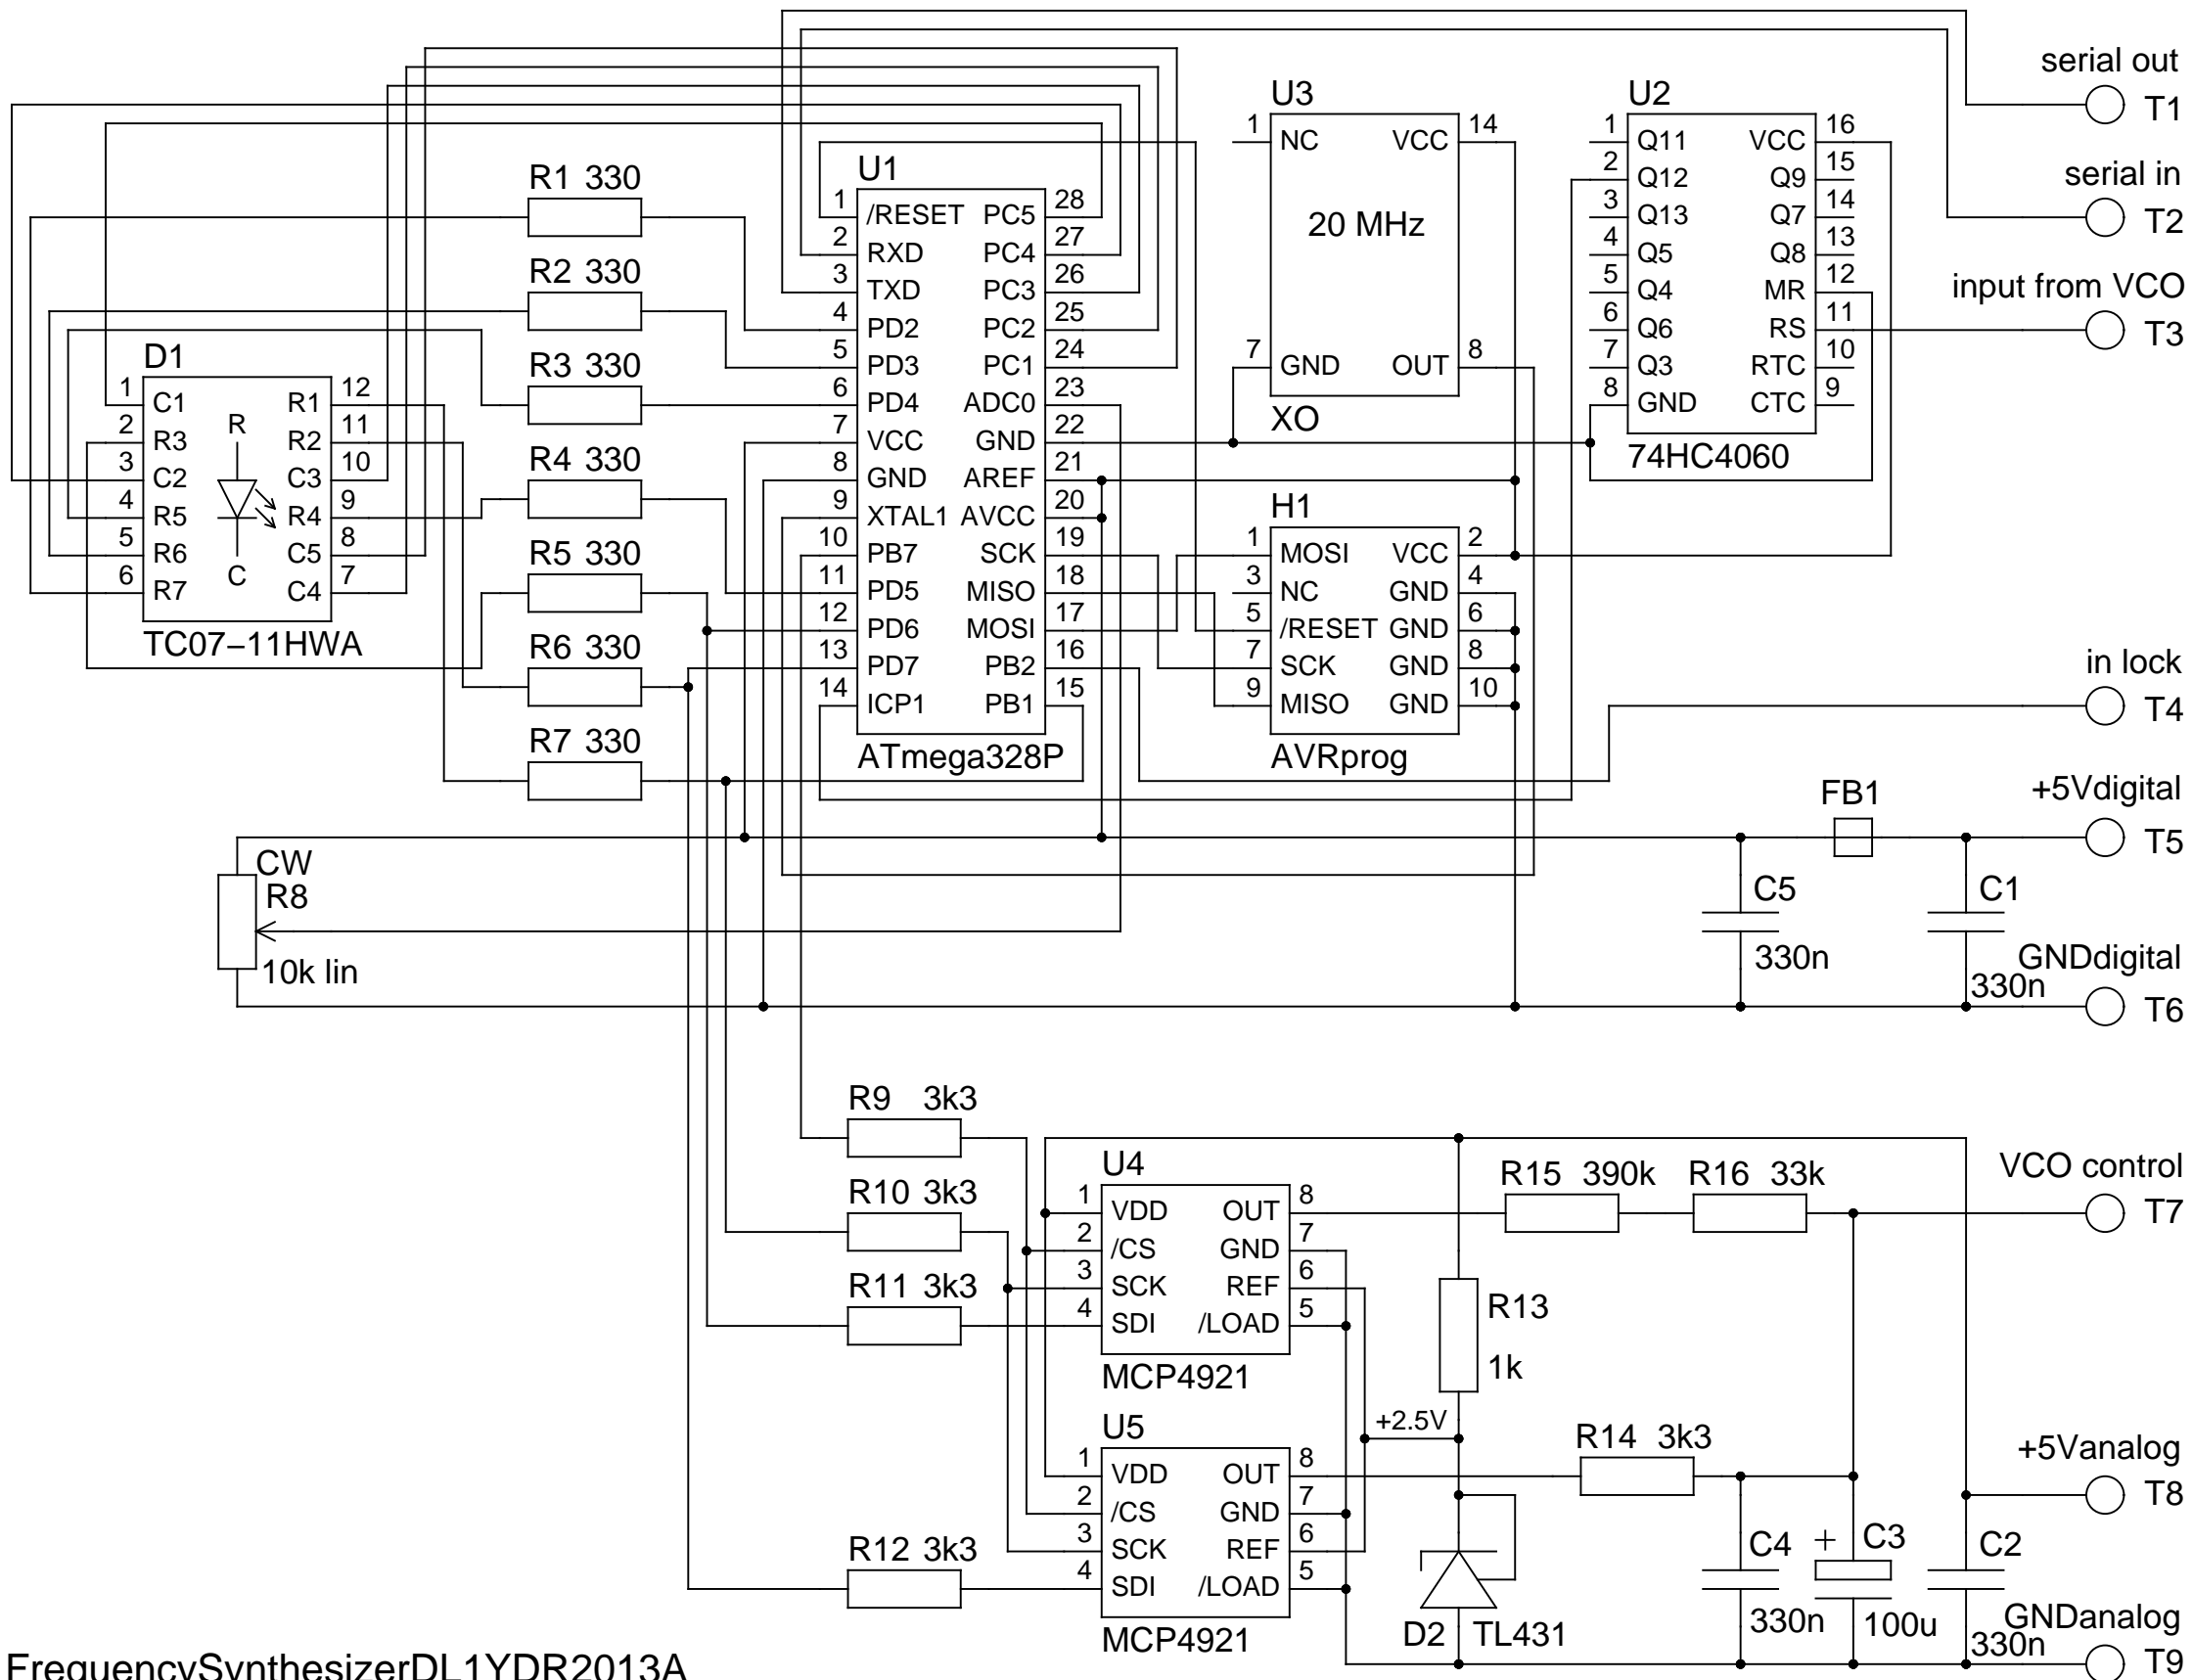 serial out
T1
serial in
T2
input from VCO
T3
U3
1 NC VCC 14
20 MHz
7 GND OUT 8
XO
U2
1 Q11 VCC 16
2 Q12 Q9 15
3 Q13 Q7 14
4 Q5 Q8 13
5 Q4 MR 12
6 Q6 RS 11
7 Q3 RTC 10
8 GND CTC 9
74HC4060
U1
1 /RESET PC5 28
2 RXD PC4 27
3 TXD PC3 26
4 PD2 PC2 25
5 PD3 PC1 24
6 PD4 ADC0 23
7 VCC GND 22
8 GND AREF 21
9 XTAL1 AVCC 20
10 PB7 SCK 19
11 PD5 MISO 18
12 PD6 MOSI 17
13 PD7 PB2 16
14 ICP1 PB1 15
ATmega328P
R1 330
R2 330
R3 330
R4 330
R5 330
R6 330
R7 330
D1
1 C1 R1 12
2 R3 R R2 11
3 C2 C3 10
4 R5 R4 9
5 R6 C5 8
6 R7 C C4 7
TC07–11HWA
H1
1 MOSI VCC 2
3 NC GND 4
5 /RESET GND 6
7 SCK GND 8
9 MISO GND 10
AVRprog
in lock
T4
FB1
+5Vdigital
T5
CW
R8
10k lin
C5
330n
C1
330n
GNDdigital
T6
R9 3k3
R10 3k3
R11 3k3
R12 3k3
U4
1 VDD OUT 8
2 /CS GND 7
3 SCK REF 6
4 SDI /LOAD 5
MCP4921
U5
1 VDD OUT 8
2 /CS GND 7
3 SCK REF 6
4 SDI /LOAD 5
MCP4921
R15 390k
R16 33k
VCO control
T7
R13
1k
+2.5V
R14 3k3
+5Vanalog
T8
D2 TL431
C4
330n
+ C3
100u
C2
330n
GNDanalog
T9
FrequencySynthesizerDL1YDR2013A